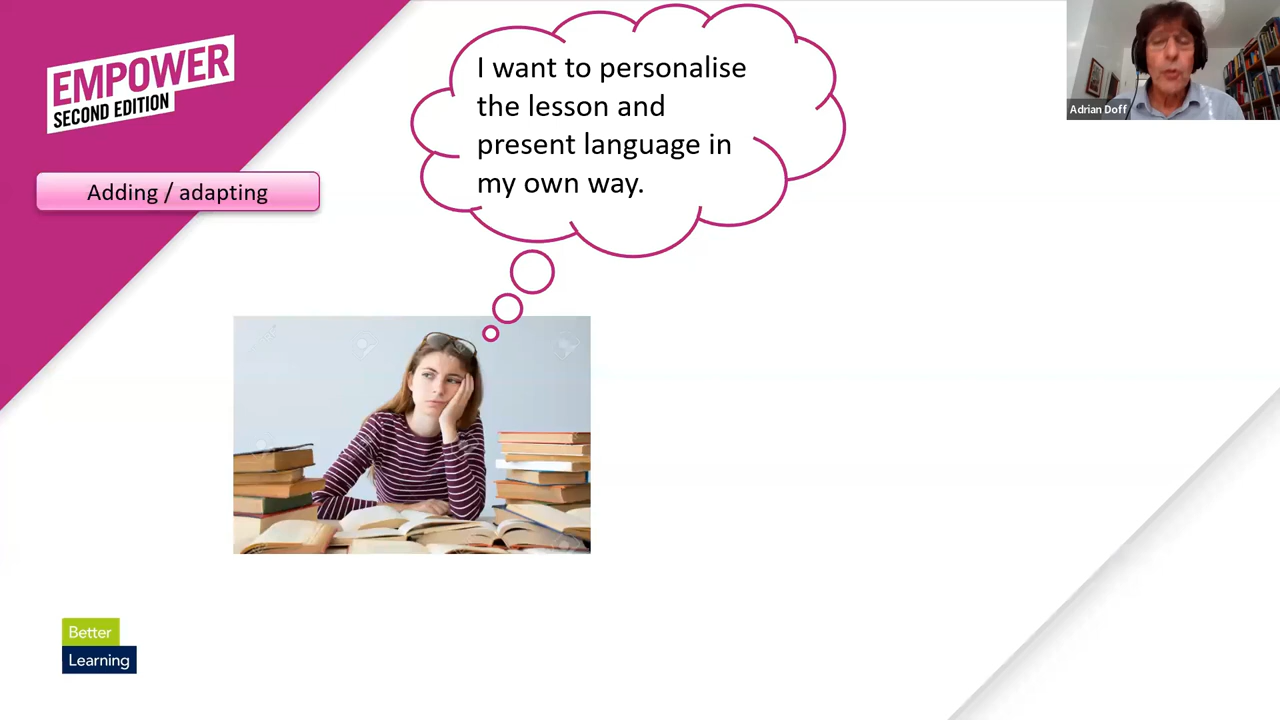 EMPOWER
SECOND EDITION
Adding / adapting
I want to personalise
the lesson and
present language in
my own way.
Adrian Doff
Better
Learning